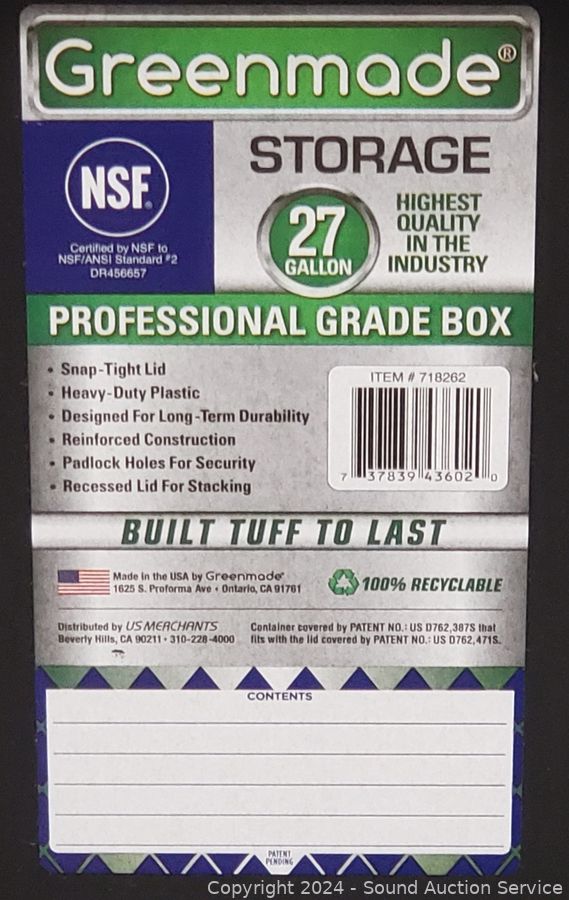 Greenmade®
NSF®
Certified by NSF to
NSF/ANSI Standard #2
DR456657
STORAGE
27
GALLON
HIGHEST
QUALITY
IN THE
INDUSTRY
PROFESSIONAL GRADE BOX
• Snap-Tight Lid
• Heavy-Duty Plastic
• Designed For Long-Term Durability
• Reinforced Construction
• Padlock Holes For Security
• Recessed Lid For Stacking
ITEM # 718262
7 37839 43602 0
BUILT TUFF TO LAST
Made in the USA by Greenmade®
1625 S. Proforma Ave • Ontario, CA 91761
100% RECYCLABLE
Distributed by US MERCHANTS
Beverly Hills, CA 90211 • 310-228-4000
Container covered by PATENT NO.: US D762,387S that
fits with the lid covered by PATENT NO.: US D762,471S.
CONTENTS
PATENT
PENDING
Copyright 2024 - Sound Auction Service